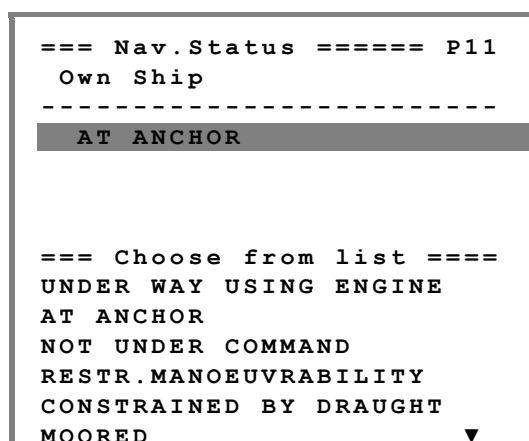 === Nav.Status ====== P11
Own Ship
-------------------------
AT ANCHOR
=== Choose from list ====
UNDER WAY USING ENGINE
AT ANCHOR
NOT UNDER COMMAND
RESTR.MANOEUVRABILITY
CONSTRAINED BY DRAUGHT
MOORED ▼